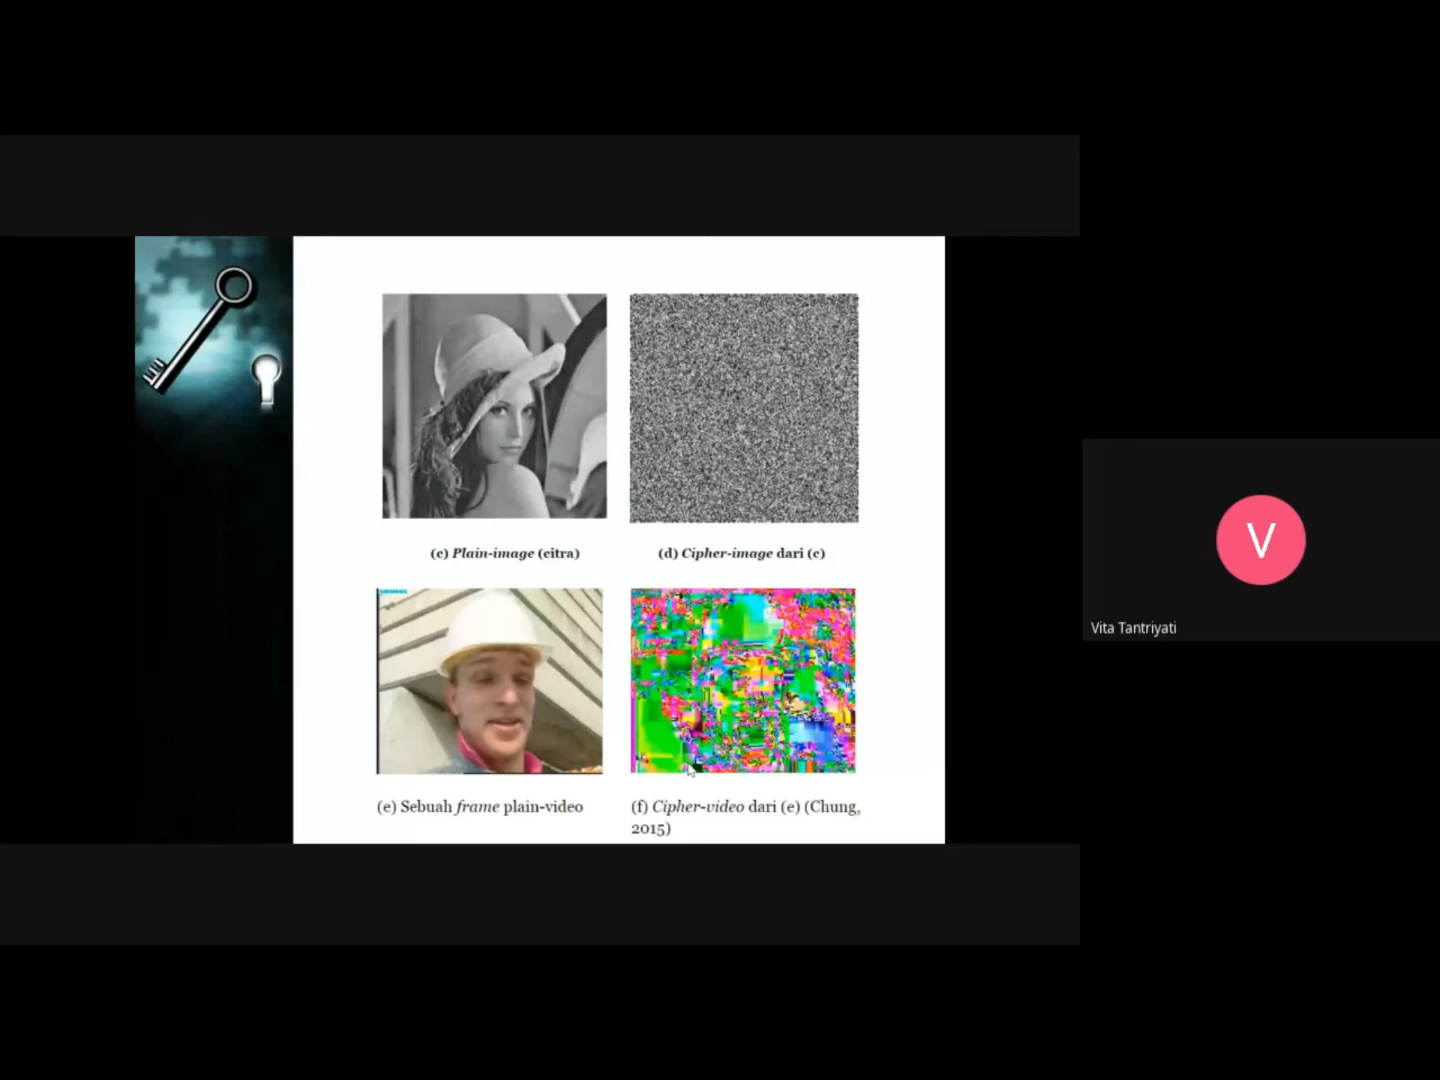 (c) Plain-image (citra)
(d) Cipher-image dari (c)
(e) Sebuah frame plain-video
(f) Cipher-video dari (e) (Chung,
2015)
V
Vita Tantriyati